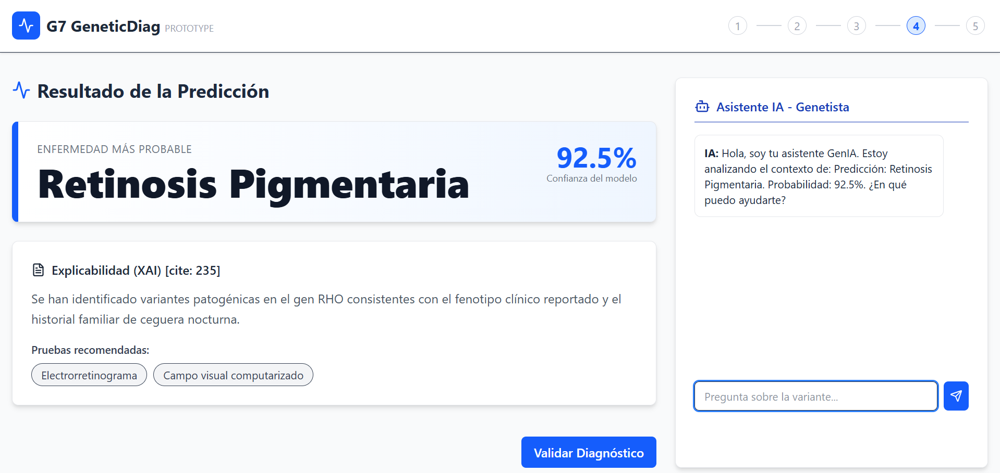 G7 GeneticDiag PROTOTYPE
1 2 3 4 5
Resultado de la Predicción
ENFERMEDAD MÁS PROBABLE
Retinosis Pigmentaria
92.5%
Confianza del modelo
Explicabilidad (XAI) [cite: 235]
Se han identificado variantes patogénicas en el gen RHO consistentes con el fenotipo clínico reportado y el
historial familiar de ceguera nocturna.
Pruebas recomendadas:
Electrorretinograma
Campo visual computarizado
Validar Diagnóstico
Asistente IA - Genetista
IA: Hola, soy tu asistente GenIA. Estoy
analizando el contexto de: Predicción: Retinosis
Pigmentaria. Probabilidad: 92.5%. ¿En qué
puedo ayudarte?
Pregunta sobre la variante...